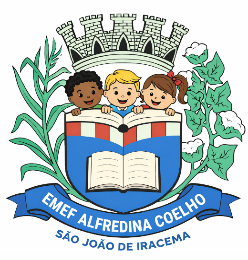 EMEF ALFREDINA COELHO
SÃO JOÃO DE IRACEMA